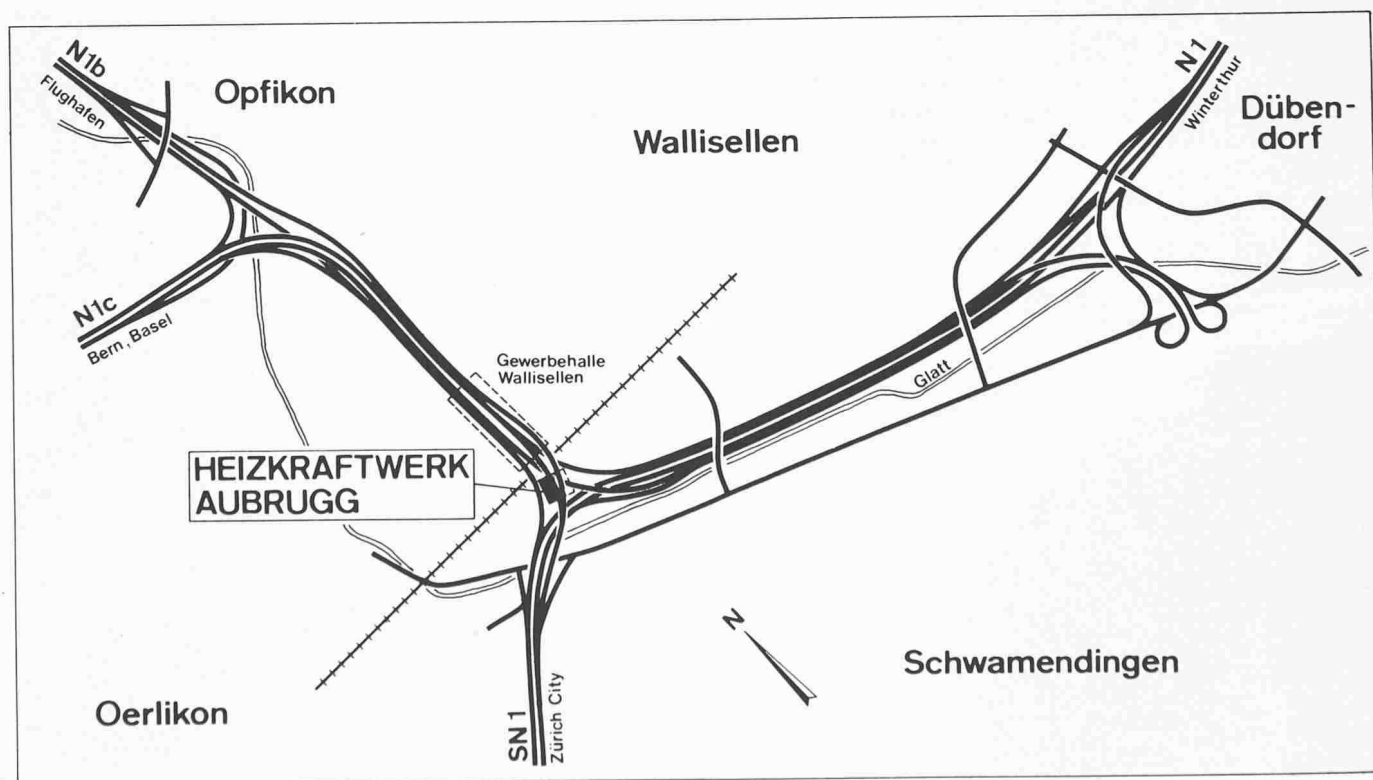 N1b
Flughafen
Opfikon
Wallisellen
N1
Winterthur
Düben-
dorf
N1c
Bern, Basel
Gewerbehalle
Wallisellen
Glatt
HEIZKRAFTWERK
AUBRUGG
N
Schwamendingen
Oerlikon
SN1
Zürich City